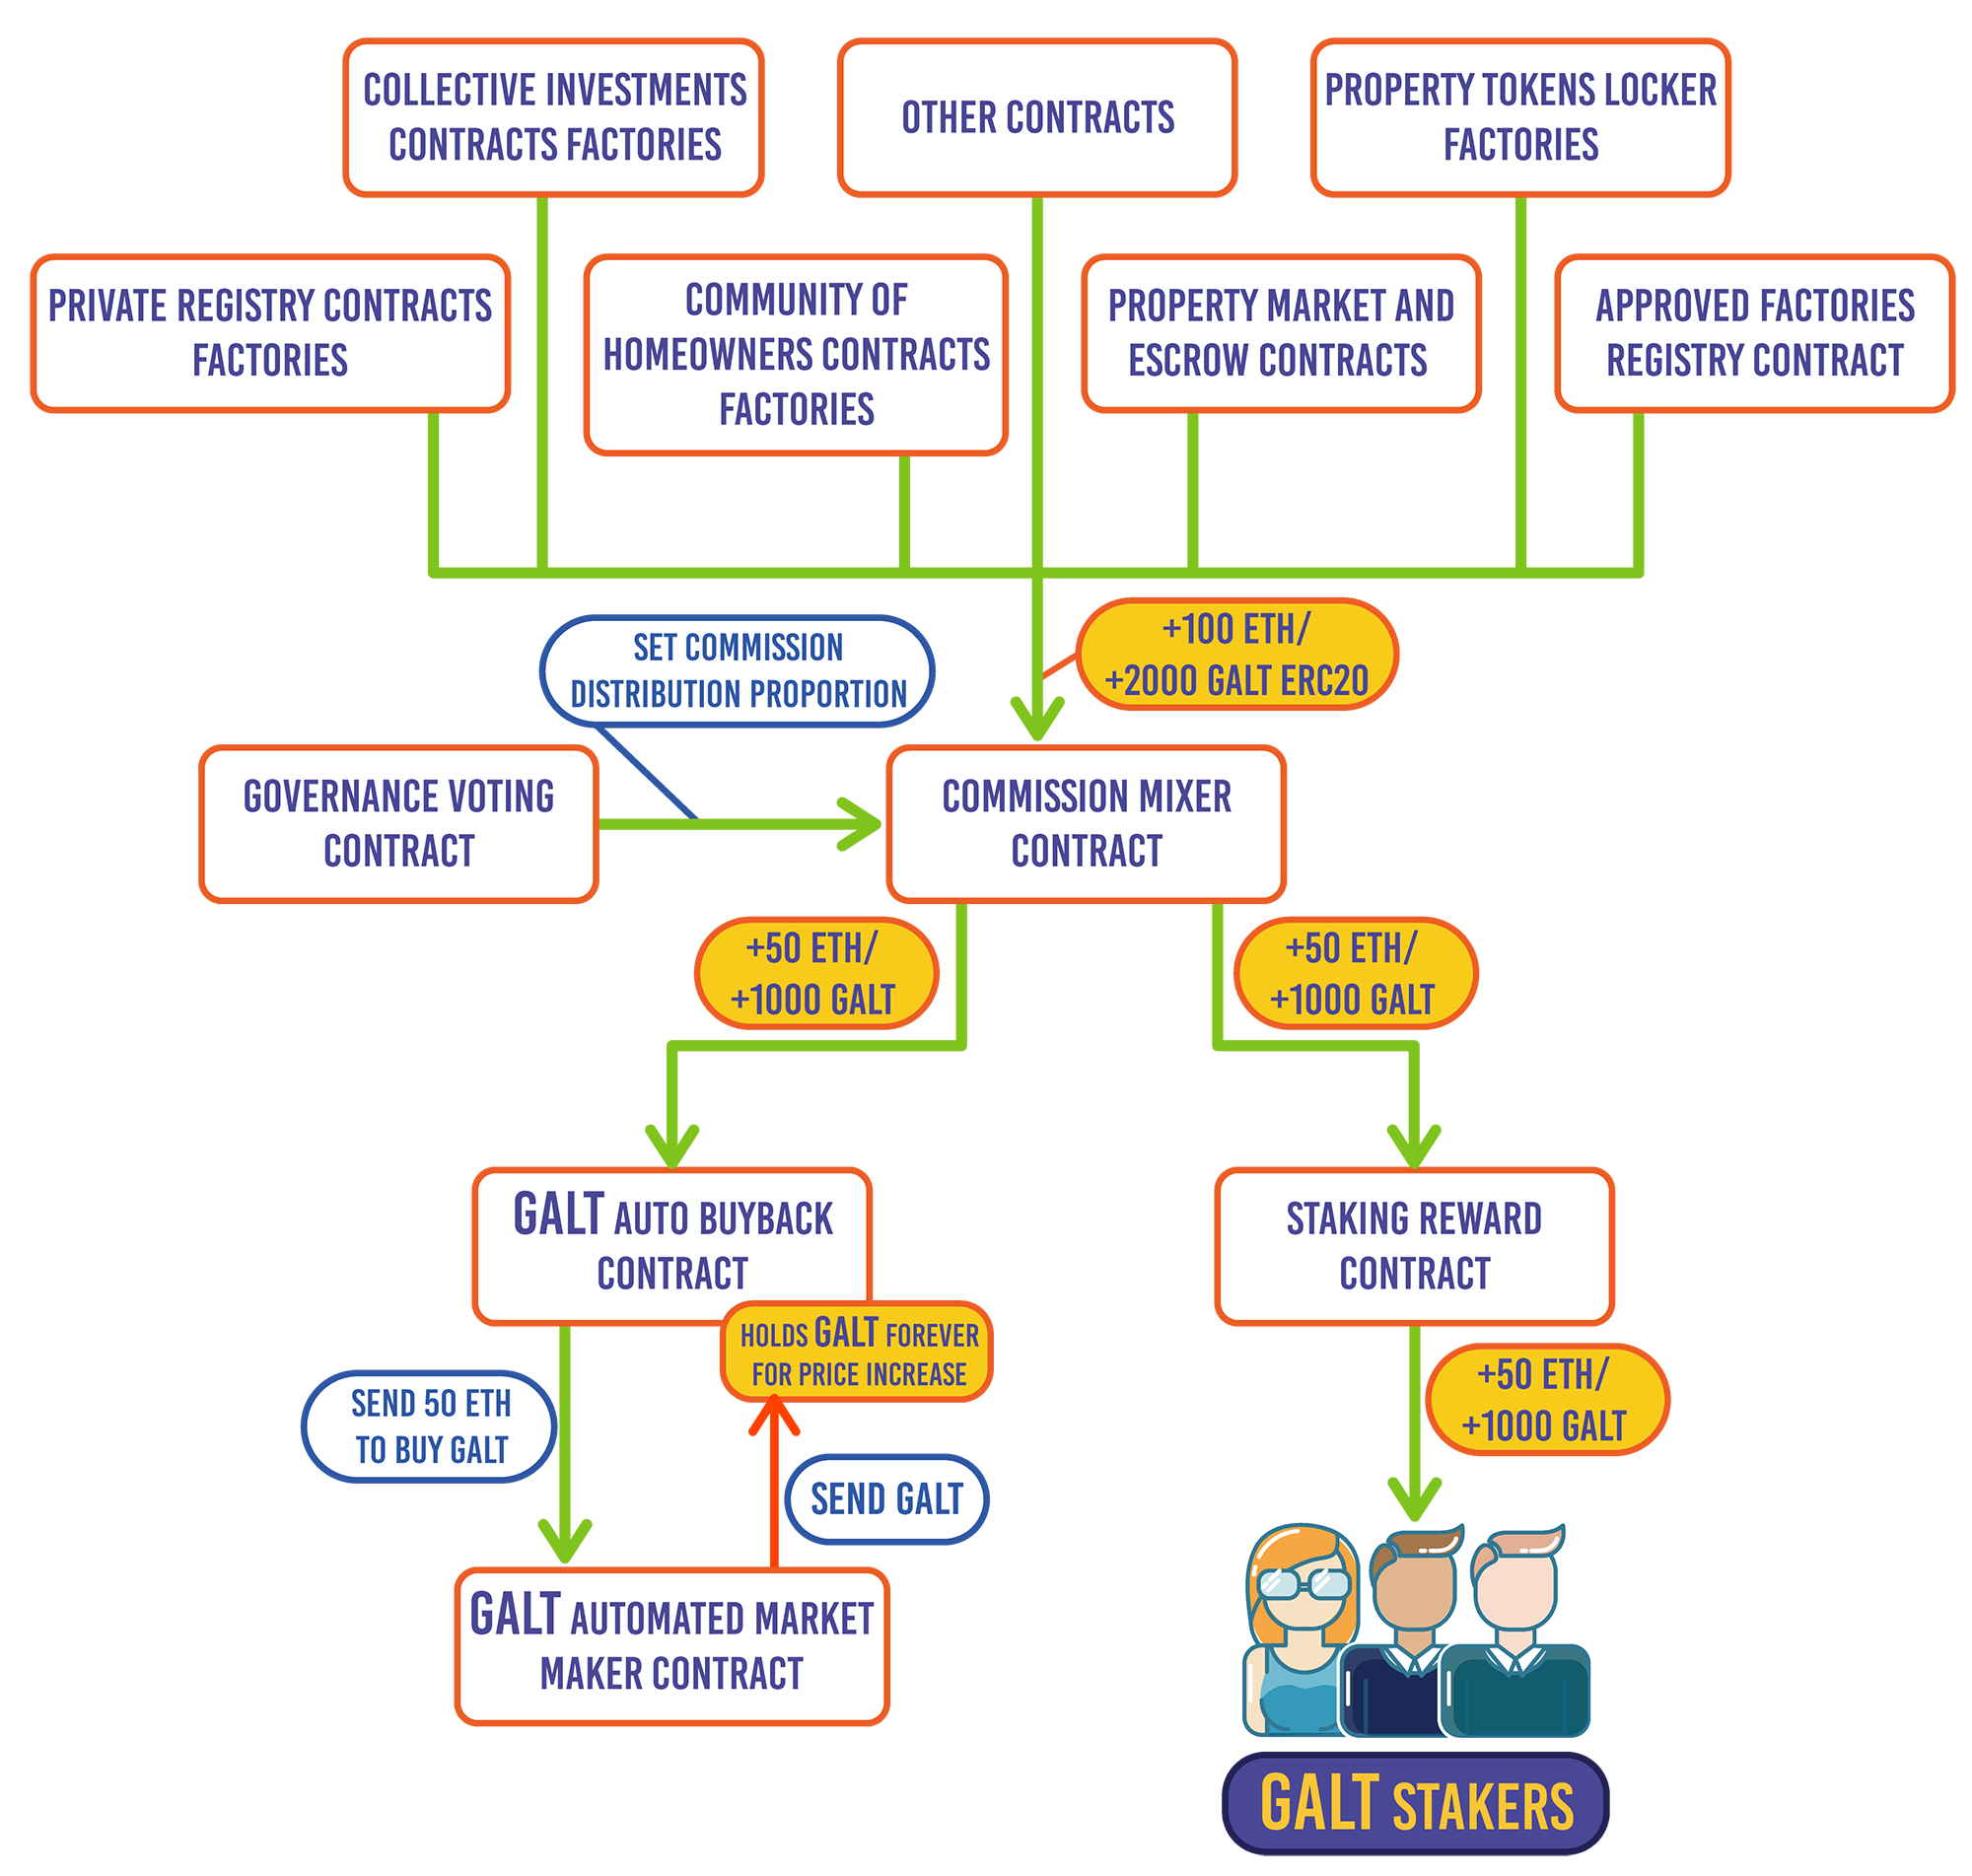 COLLECTIVE INVESTMENTS
CONTRACTS FACTORIES
OTHER CONTRACTS
PROPERTY TOKENS LOCKER
FACTORIES
PRIVATE REGISTRY CONTRACTS
FACTORIES
COMMUNITY OF
HOMEOWNERS CONTRACTS
FACTORIES
PROPERTY MARKET AND
ESCROW CONTRACTS
APPROVED FACTORIES
REGISTRY CONTRACT
SET COMMISSION
DISTRIBUTION PROPORTION
+100 ETH/
+2000 GALT ERC20
GOVERNANCE VOTING
CONTRACT
COMMISSION MIXER
CONTRACT
+50 ETH/
+1000 GALT
+50 ETH/
+1000 GALT
GALT AUTO BUYBACK
CONTRACT
STAKING REWARD
CONTRACT
HOLDS GALT FOREVER
FOR PRICE INCREASE
SEND 50 ETH
TO BUY GALT
+50 ETH/
+1000 GALT
SEND GALT
GALT AUTOMATED MARKET
MAKER CONTRACT
GALT STAKERS